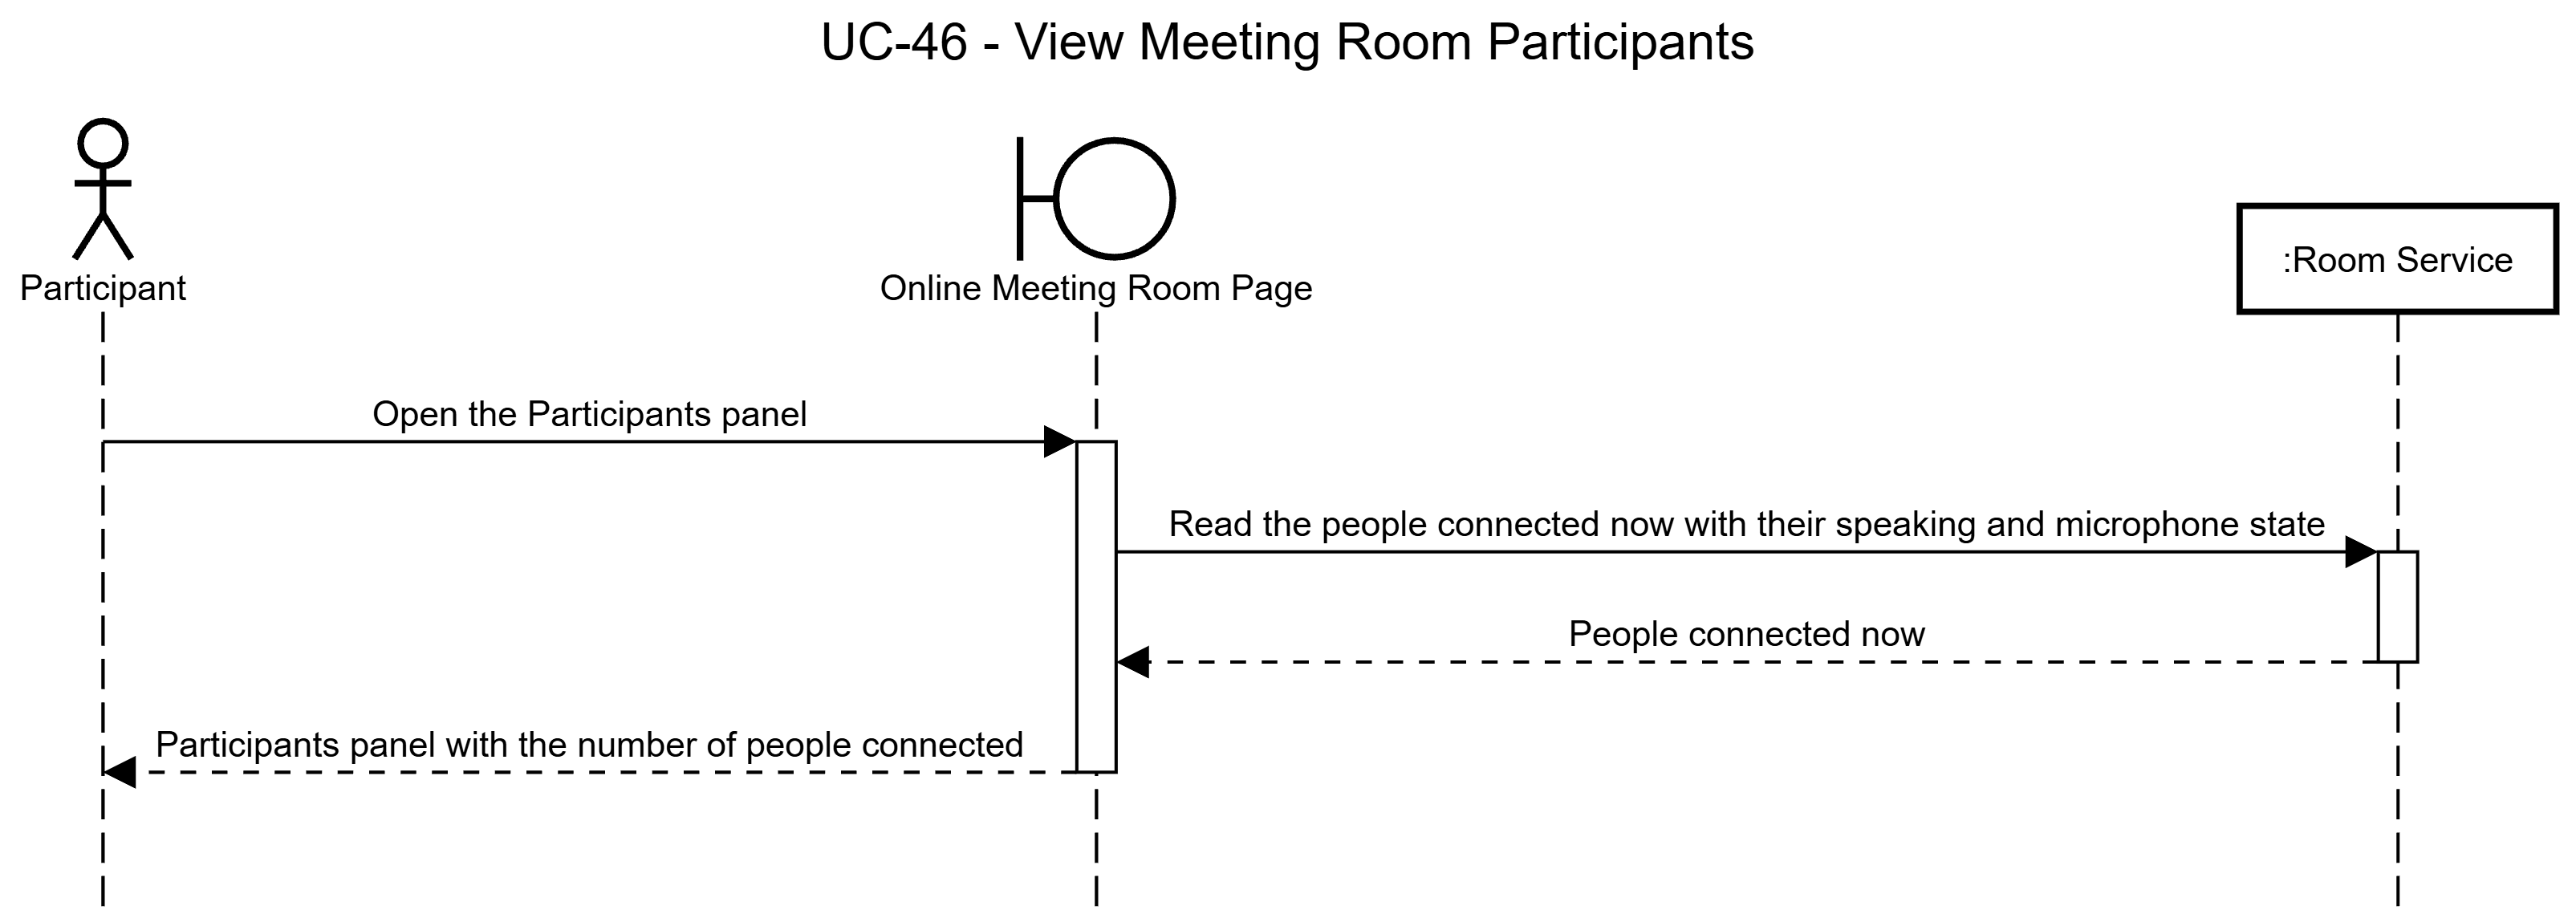 UC-46 - View Meeting Room Participants
Participant
Online Meeting Room Page
:Room Service
Open the Participants panel
Read the people connected now with their speaking and microphone state
People connected now
Participants panel with the number of people connected